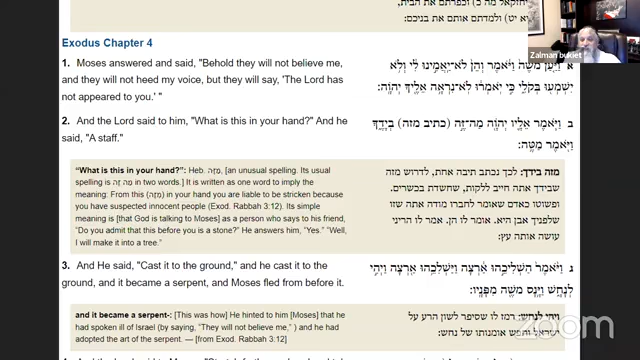 יחזקאל מה כ) וכפרתם את הבית,
יא יט) ולמדתם אותם את בניכם:
Zalman bukiet
Exodus Chapter 4
1. Moses answered and said, "Behold they will not believe me,
and they will not heed my voice, but they will say, 'The Lord has
not appeared to you.' "
א וַיַּעַן מֹשֶׁה וַיֹּאמֶר וְהֵן לֹא־יַאֲמִינוּ לִי וְלֹא
יִשְׁמְעוּ בְּקֹלִי כִּי יֹאמְרוּ לֹא־נִרְאָה אֵלֶיךָ יְהוָֹה:
2. And the Lord said to him, "What is this in your hand?" And he
said, "A staff."
ב וַיֹּאמֶר אֵלָיו יְהוָֹה מַה־זֶּה (כתיב מזה) בְיָדֶךָ
וַיֹּאמֶר מַטֶּה:
"What is this in your hand?": Heb. מַזֶּה, [an unusual spelling. Its usual
spelling is מַה זֶה in two words.] It is written as one word to imply the
meaning: From this (מִזֶּה) in your hand you are liable to be stricken because
you have suspected innocent people (Exod. Rabbah 3:12). Its simple
meaning is [that God is talking to Moses] as a person who says to his friend,
"Do you admit that this before you is a stone?" He answers him, "Yes." "Well,
I will make it into a tree."
מזה בידך: לכך נכתב תיבה אחת, לדרוש מזה
שבידך אתה חייב ללקות, שחשדת בכשרים.
ופשוטו כאדם שאומר לחברו מודה אתה שזו
שלפניך אבן היא. אומר לו הן. אמר לו הריני
עושה אותה עץ:
3. And He said, "Cast it to the ground," and he cast it to the
ground, and it became a serpent, and Moses fled from before it.
ג וַיֹּאמֶר הַשְׁלִיכֵהוּ אַרְצָה וַיַּשְׁלִכֵהוּ אַרְצָה וַיְהִי
לְנָחָשׁ וַיָּנָס מֹשֶׁה מִפָּנָיו:
and it became a serpent-: [This was how] He hinted to him [Moses] that he
had spoken ill of Israel (by saying, "They will not believe me,") and he had
adopted the art of the serpent. — [from Exod. Rabbah 3:12]
ויהי לנחש: רמז לו שסיפר לשון הרע על
ישראל ותפש אומנותו של נחש:
zoom